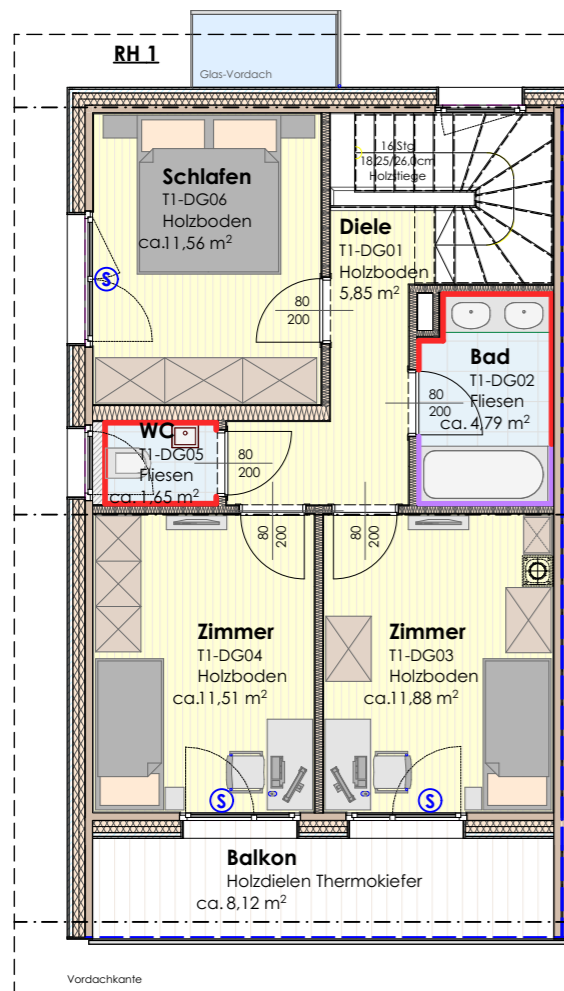 RH 1
Glas-Vordach
16 Stg
18,25/26,0cm
Holzstiege
Schlafen
T1-DG06
Holzboden
ca.11,56 m²
Diele
T1-DG01
Holzboden
5,85 m²
S
80
200
Bad
T1-DG02
Fliesen
ca. 4,79 m²
80
200
WC
T1-DG05
Fliesen
ca. 1,65 m²
80
200
80
200
80
200
Zimmer
T1-DG04
Holzboden
ca.11,51 m²
Zimmer
T1-DG03
Holzboden
ca.11,88 m²
S
S
Balkon
Holzdielen Thermokiefer
ca. 8,12 m²
Vordachkante